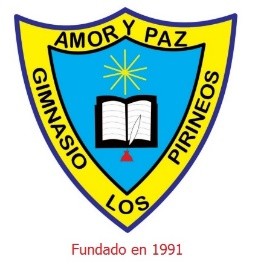 AMOR Y PAZ
GIMNASIO
LOS
PIRINEOS
Fundado en 1991